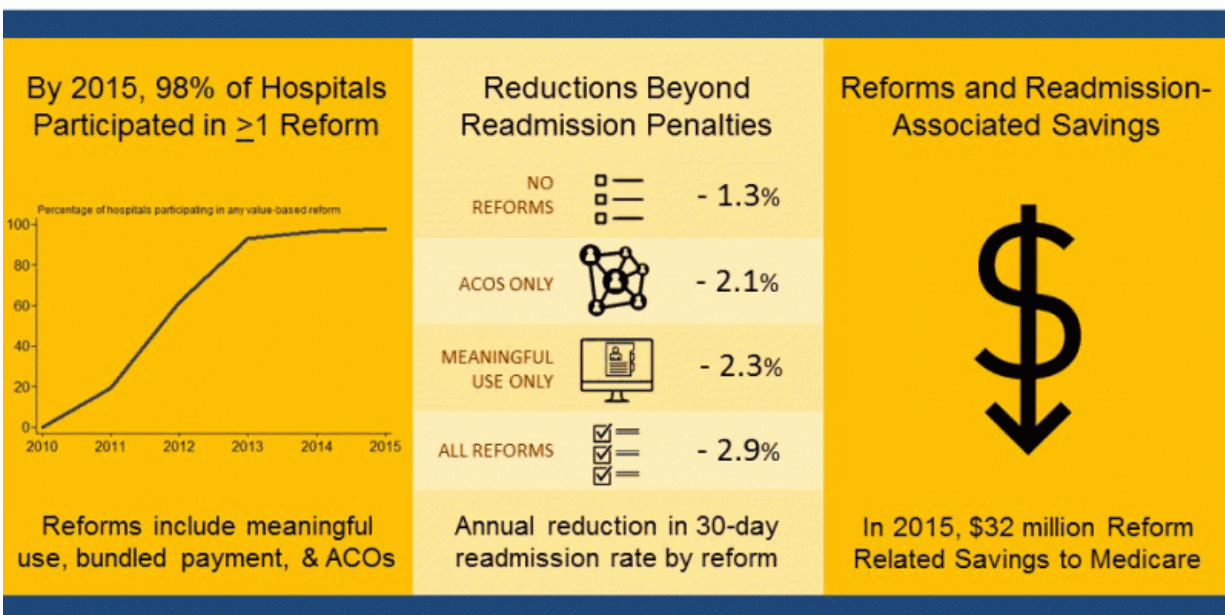 By 2015, 98% of Hospitals
Participated in ≥1 Reform
Percentage of hospitals participating in any value-based reform
100
80
60
40
20
0
2010 2011 2012 2013 2014 2015
Reforms include meaningful
use, bundled payment, & ACOs
Reductions Beyond
Readmission Penalties
NO
REFORMS
- 1.3%
ACOS ONLY
- 2.1%
MEANINGFUL
USE ONLY
- 2.3%
ALL REFORMS
- 2.9%
Annual reduction in 30-day
readmission rate by reform
Reforms and Readmission-
Associated Savings
$
In 2015, $32 million Reform
Related Savings to Medicare